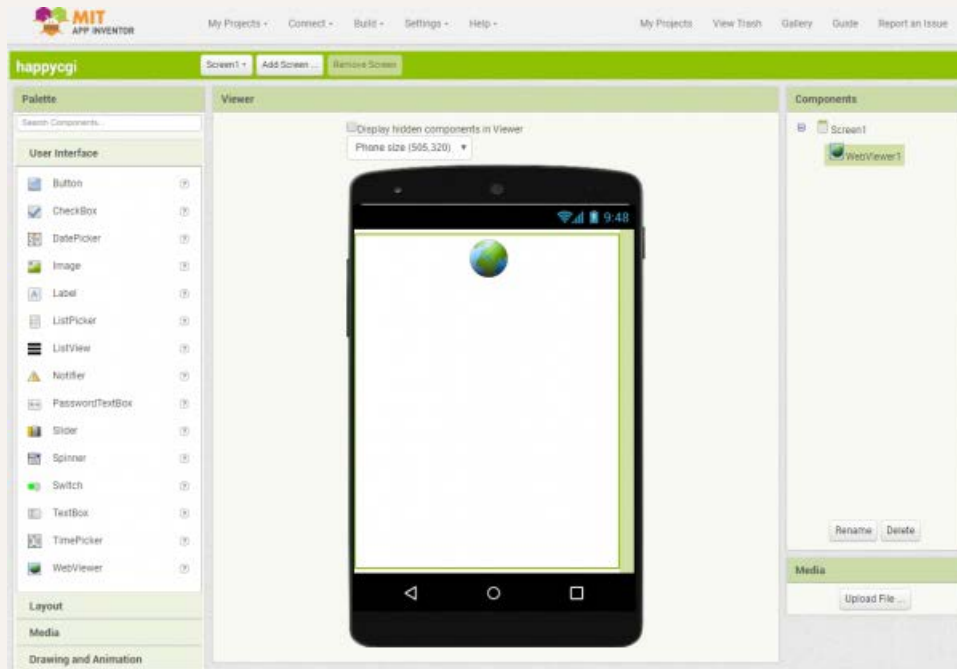 MIT
APP INVENTOR
My Projects
Connect
Build
Settings
Help
My Projects
View Trash
Gallery
Guide
Report an Issue
happycgi
Screen1
Add Screen ...
Remove Screen
Palette
Search Components...
User Interface
Button
CheckBox
DatePicker
Image
Label
ListPicker
ListView
Notifier
PasswordTextBox
Slider
Spinner
Switch
TextBox
TimePicker
WebViewer
Layout
Media
Drawing and Animation
Viewer
Display hidden components in Viewer
Phone size (505,320)
9:48
Components
Screen1
WebViewer1
Rename
Delete
Media
Upload File ...